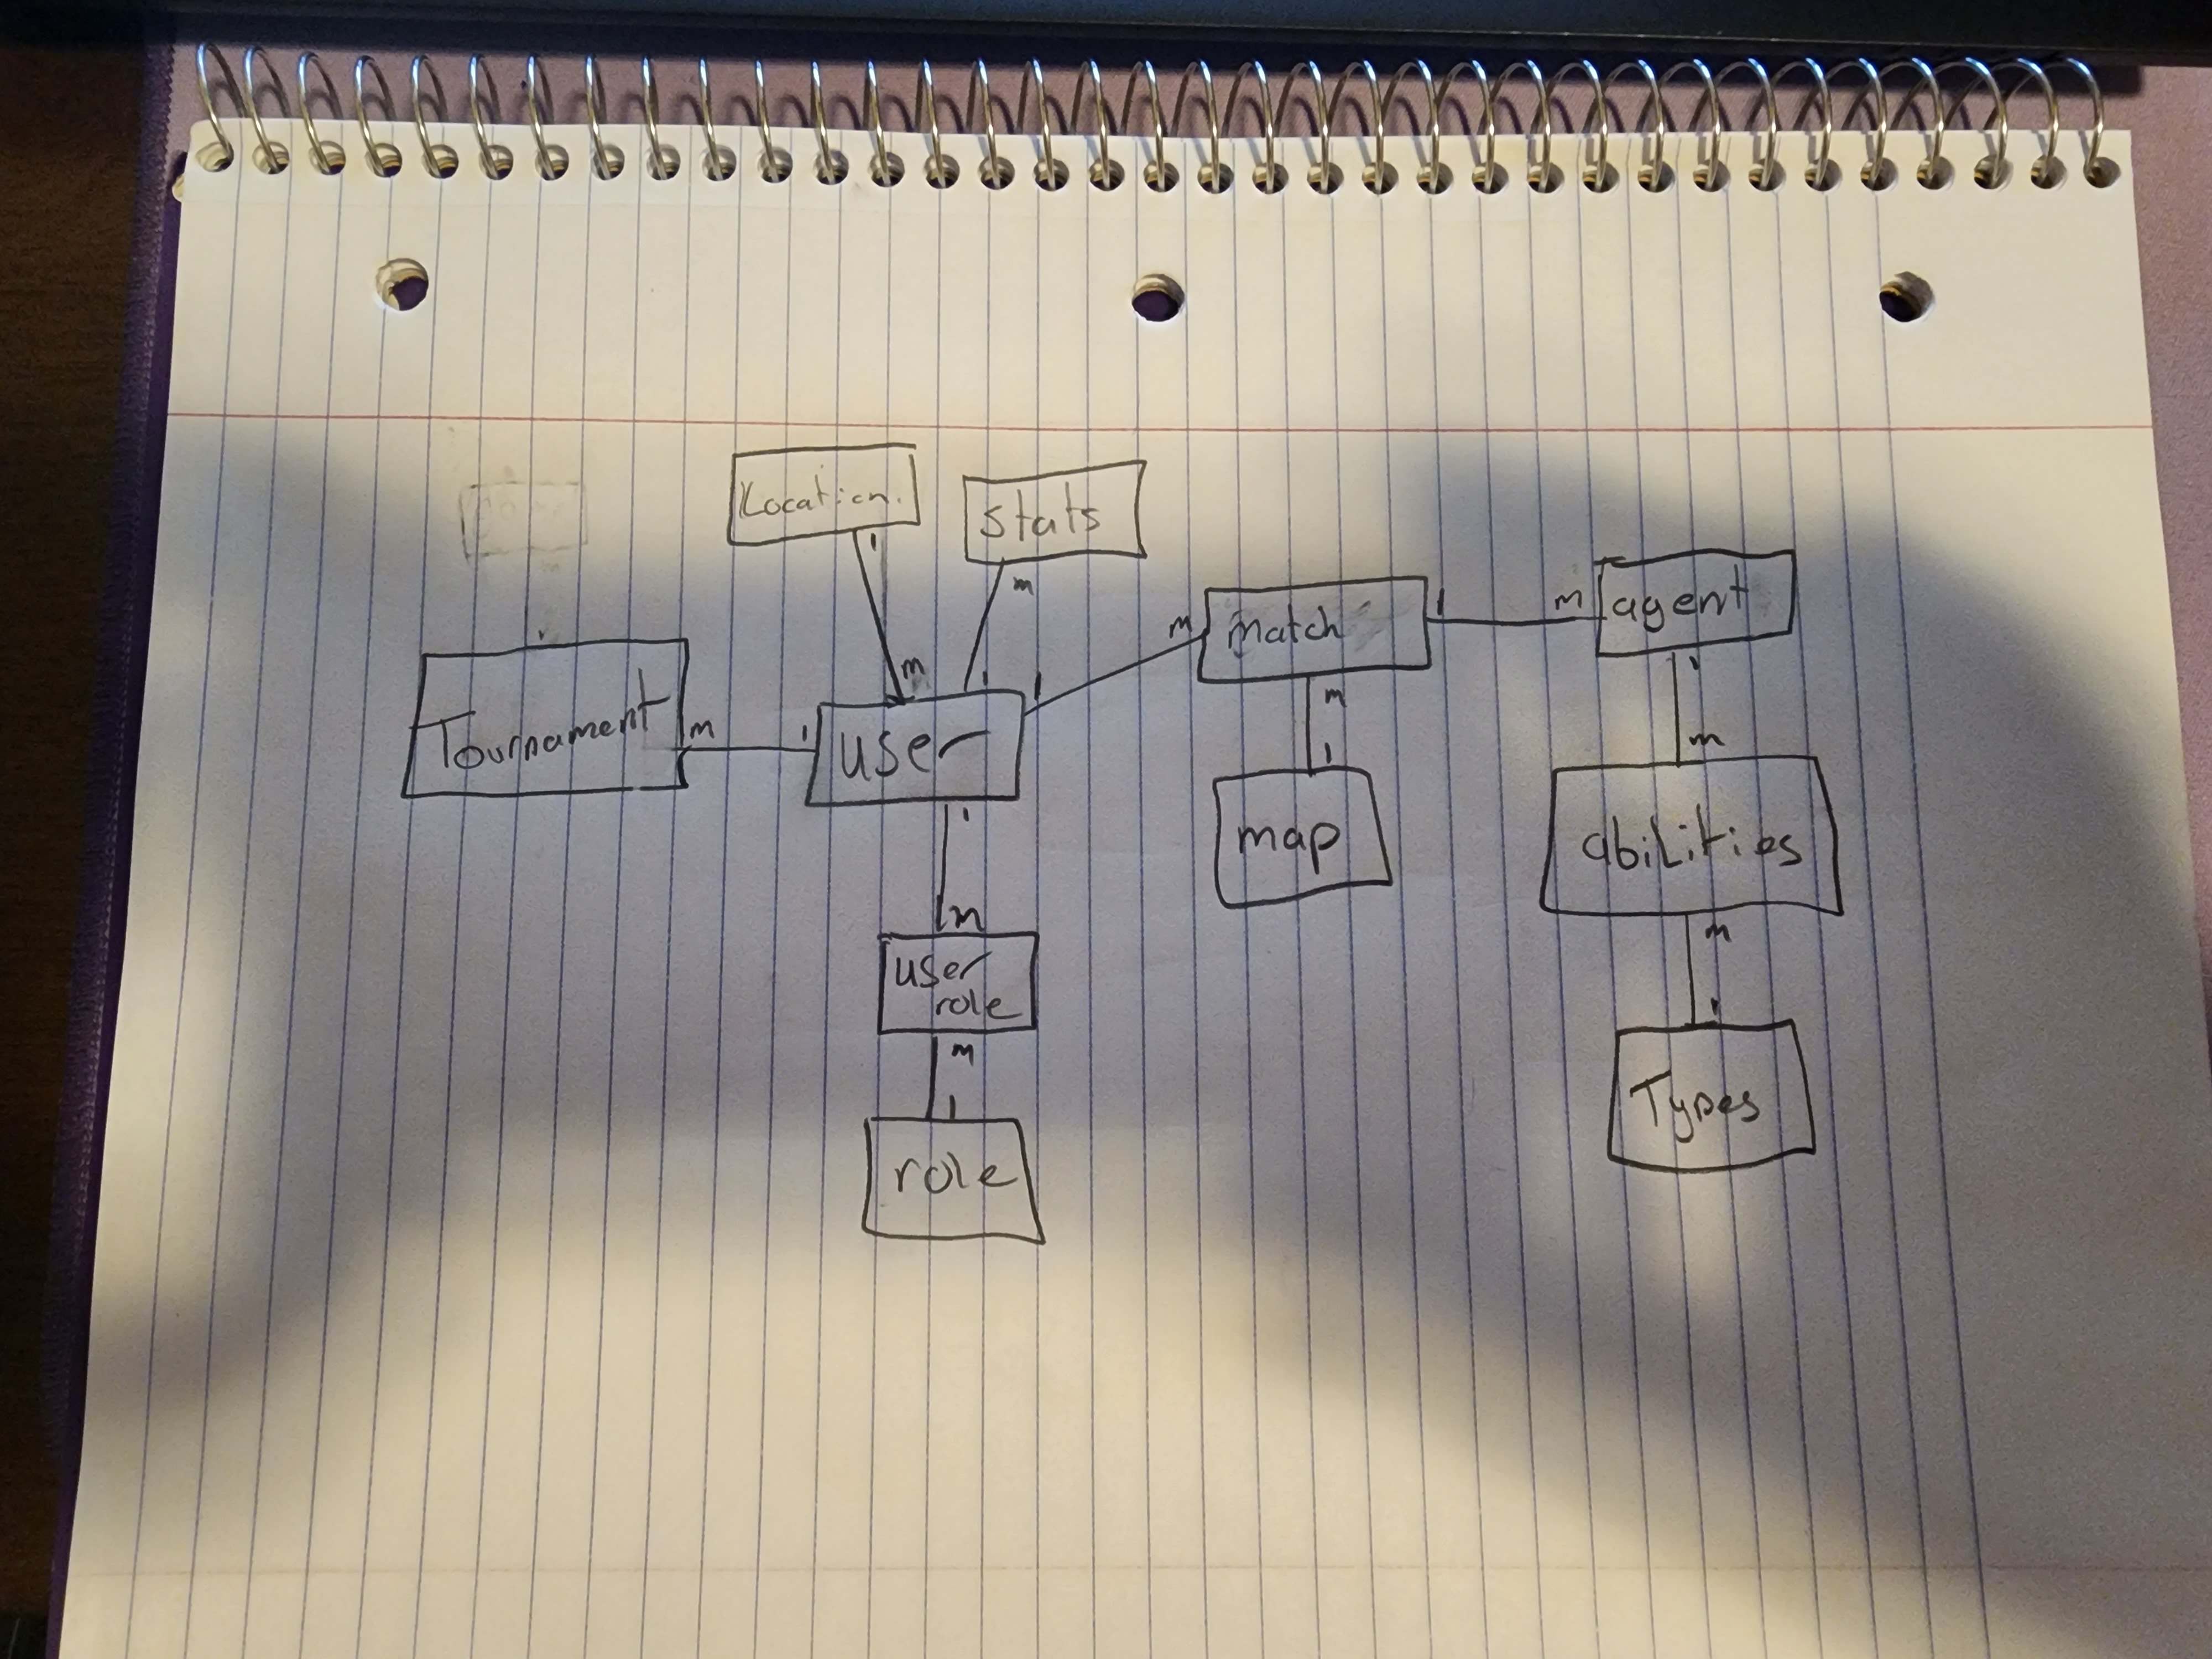 Location.
stats
1
m
match
m
1
m
agent
m
1
1
1
Tournament
m
1
user
m
1
m
1
map
abilities
1
m
m
user
role
1
m
Types
1
role